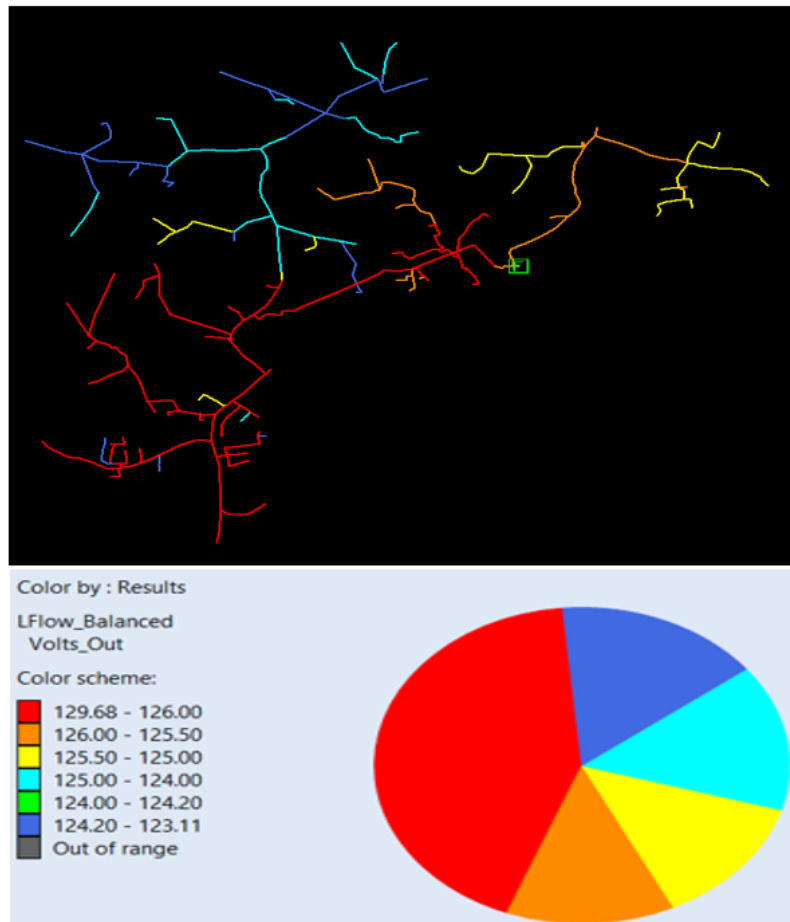 Color by : Results
LFlow_Balanced
Volts_Out
Color scheme:
129.68 - 126.00
126.00 - 125.50
125.50 - 125.00
125.00 - 124.00
124.00 - 124.20
124.20 - 123.11
Out of range